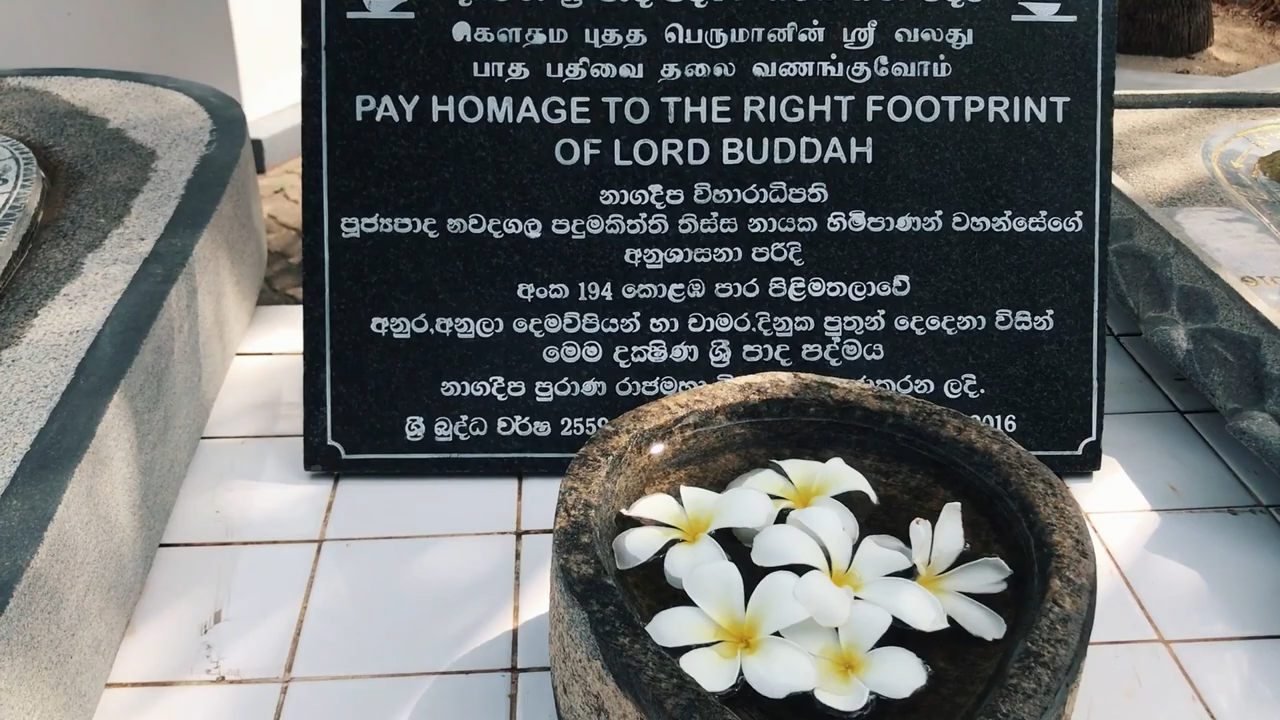 கௌதம புதத பெருமானின் ஸ்ரீ வலது
பாத பதிவை தலை வணங்குவோம்
PAY HOMAGE TO THE RIGHT FOOTPRINT
OF LORD BUDDAH
නාගදීප විහාරාධිපති
පූජ්‍යපාද නවදගල පදුමකිත්ති තිස්ස නායක හිමිපාණන් වහන්සේගේ
අනුශාසනා පරිදි
අංක 194 කොළඹ පාර පිළිමතලාවේ
අනුර,අනුලා දෙමව්පියන් හා චාමර,දිනුක පුතුන් දෙදෙනා විසින්
මෙම දක්ෂිණ ශ්‍රී පාද පද්මය
නාගදීප පුරාණ ලදි.
ශ්‍රී බුද්ධ වර්ෂ 2559 2016